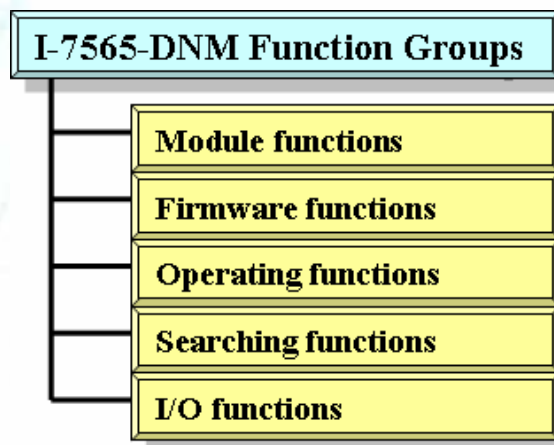 I-7565-DNM Function Groups
Module functions
Firmware functions
Operating functions
Searching functions
I/O functions